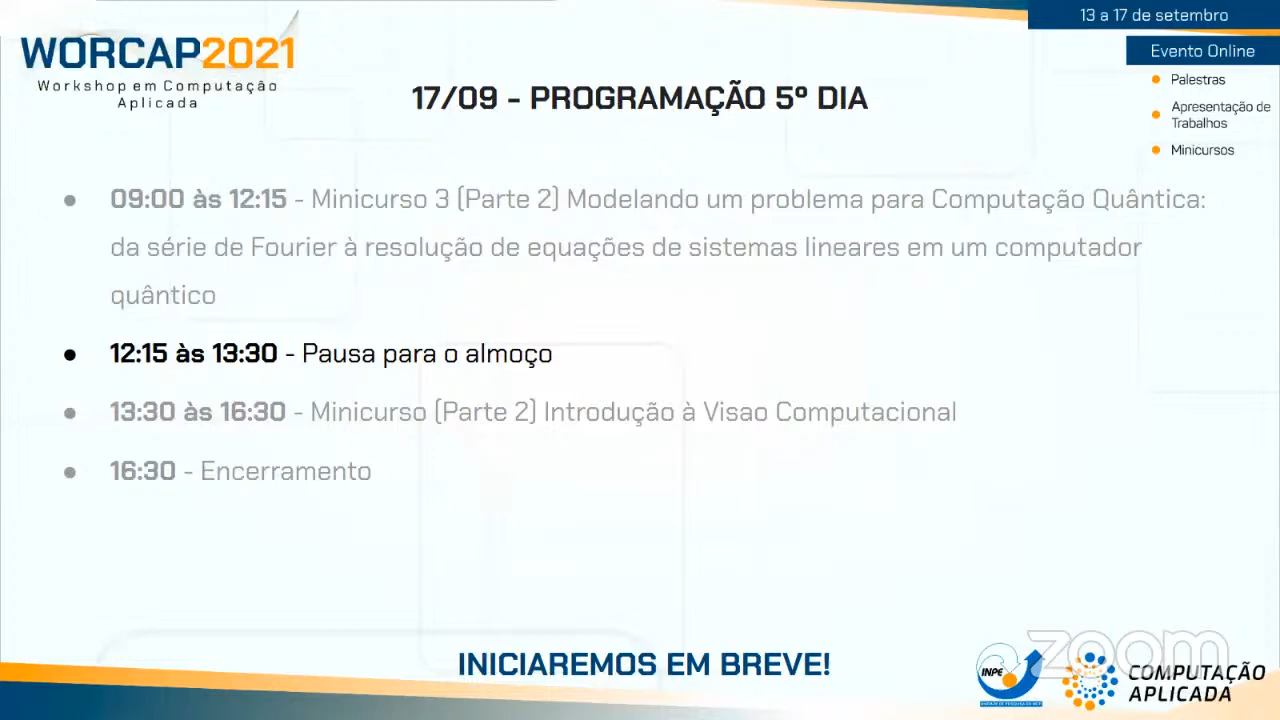 WORCAP2021
Workshop em Computação
Aplicada
13 a 17 de setembro
Evento Online
Palestras
Apresentação de
Trabalhos
Minicursos
17/09 - PROGRAMAÇÃO 5º DIA
09:00 às 12:15 - Minicurso 3 (Parte 2) Modelando um problema para Computação Quântica:
da série de Fourier à resolução de equações de sistemas lineares em um computador
quântico
12:15 às 13:30 - Pausa para o almoço
13:30 às 16:30 - Minicurso (Parte 2) Introdução à Visao Computacional
16:30 - Encerramento
INICIAREMOS EM BREVE!
INPE
zoom
COMPUTAÇÃO
APLICADA